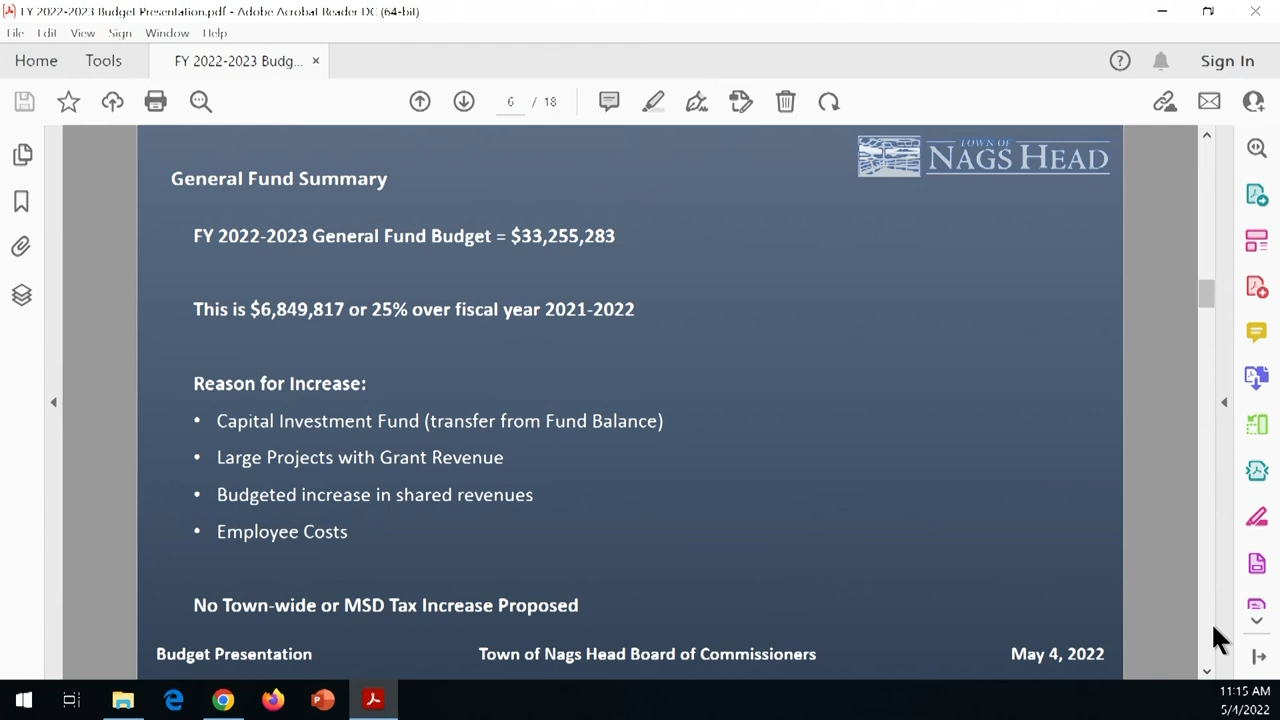 FY 2022-2023 Budget Presentation.pdf - Adobe Acrobat Reader DC (64-bit)
File Edit View Sign Window Help
Home Tools FY 2022-2023 Budg... × Sign In
6 / 18
TOWN OF
NAGS HEAD
General Fund Summary
FY 2022-2023 General Fund Budget = $33,255,283
This is $6,849,817 or 25% over fiscal year 2021-2022
Reason for Increase:
• Capital Investment Fund (transfer from Fund Balance)
• Large Projects with Grant Revenue
• Budgeted increase in shared revenues
• Employee Costs
No Town-wide or MSD Tax Increase Proposed
Budget Presentation Town of Nags Head Board of Commissioners May 4, 2022
11:15 AM
5/4/2022